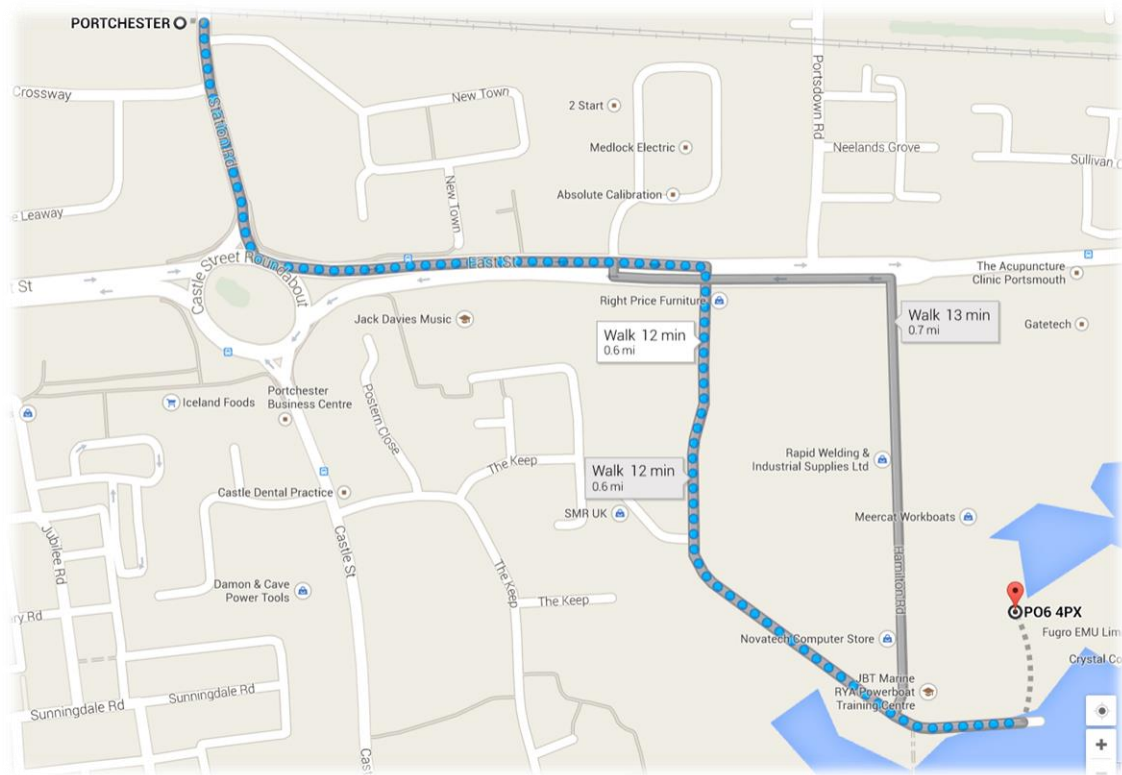 PORTCHESTER
Crossway
Station Rd
New Town
2 Start
Medlock Electric
Portsdown Rd
Neelands Grove
Sullivan
Leaway
New Town
Absolute Calibration
Castle Street Roundabout
East St
t St
The Acupuncture
Clinic Portsmouth
Right Price Furniture
Walk 13 min
0.7 mi
Gatetech
Jack Davies Music
Walk 12 min
0.6 mi
Iceland Foods
Portchester
Business Centre
Postern Close
The Keep
Rapid Welding &
Industrial Supplies Ltd
Walk 12 min
0.6 mi
Castle Dental Practice
SMR UK
Meercat Workboats
Jubilee Rd
Castle St
The Keep
Hamilton Rd
Damon & Cave
Power Tools
The Keep
PO6 4PX
ry Rd
Novatech Computer Store
Fugro EMU Lim
Crystal Co
JBT Marine
RYA Powerboat
Training Centre
Sunningdale Rd
Sunningdale Rd
Cas